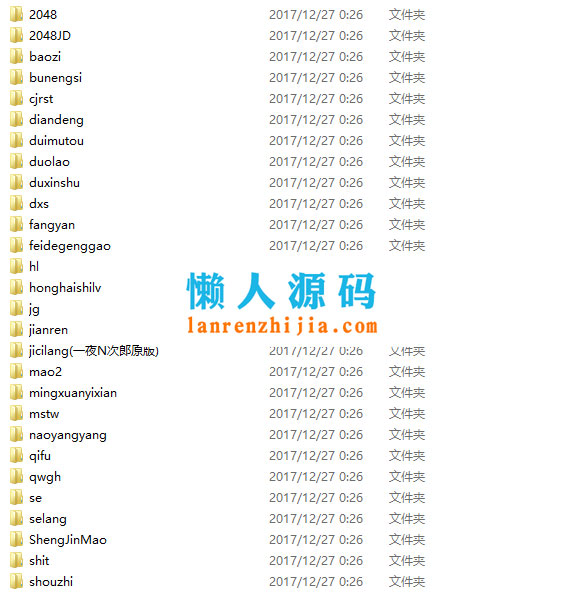 2048 2017/12/27 0:26 文件夹
2048JD 2017/12/27 0:26 文件夹
baozi 2017/12/27 0:26 文件夹
bunengsi 2017/12/27 0:26 文件夹
cjrst 2017/12/27 0:26 文件夹
diandeng 2017/12/27 0:26 文件夹
duimutou 2017/12/27 0:26 文件夹
duolao 2017/12/27 0:26 文件夹
duxinshu 2017/12/27 0:26 文件夹
dxs 2017/12/27 0:26 文件夹
fangyan 2017/12/27 0:26 文件夹
feidegenggao 2017/12/27 0:26 文件夹
hl
honghaishilv
懒人源码
jg
lanrenzhijia.com
jianren
jicilang(一夜N次郎原版) 2017/12/27 0:26 文件夹
mao2 2017/12/27 0:26 文件夹
mingxuanyixian 2017/12/27 0:26 文件夹
mstw 2017/12/27 0:26 文件夹
naoyangyang 2017/12/27 0:26 文件夹
qifu 2017/12/27 0:26 文件夹
qwgh 2017/12/27 0:26 文件夹
se 2017/12/27 0:26 文件夹
selang 2017/12/27 0:26 文件夹
ShengJinMao 2017/12/27 0:26 文件夹
shit 2017/12/27 0:26 文件夹
shouzhi 2017/12/27 0:26 文件夹